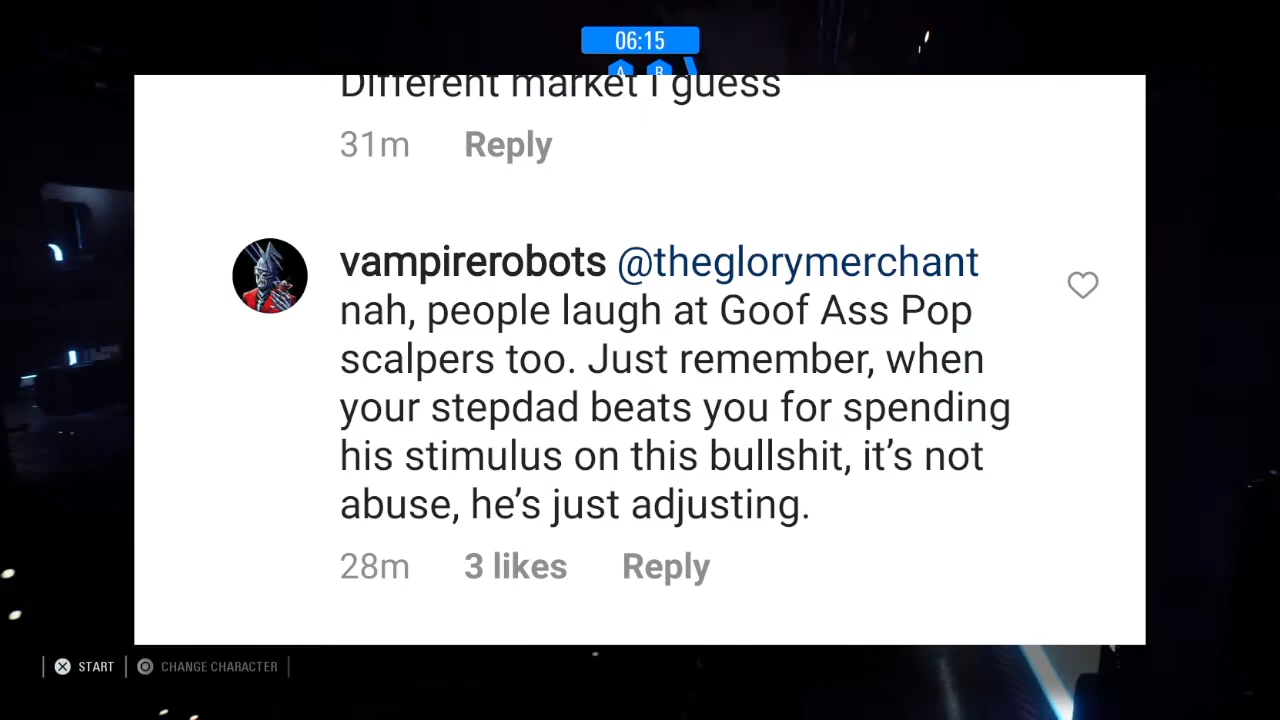 06:15
A B
Different market I guess
31m Reply
vampirerobots @theglorymerchant
nah, people laugh at Goof Ass Pop
scalpers too. Just remember, when
your stepdad beats you for spending
his stimulus on this bullshit, it’s not
abuse, he’s just adjusting.
28m 3 likes Reply
START CHANGE CHARACTER